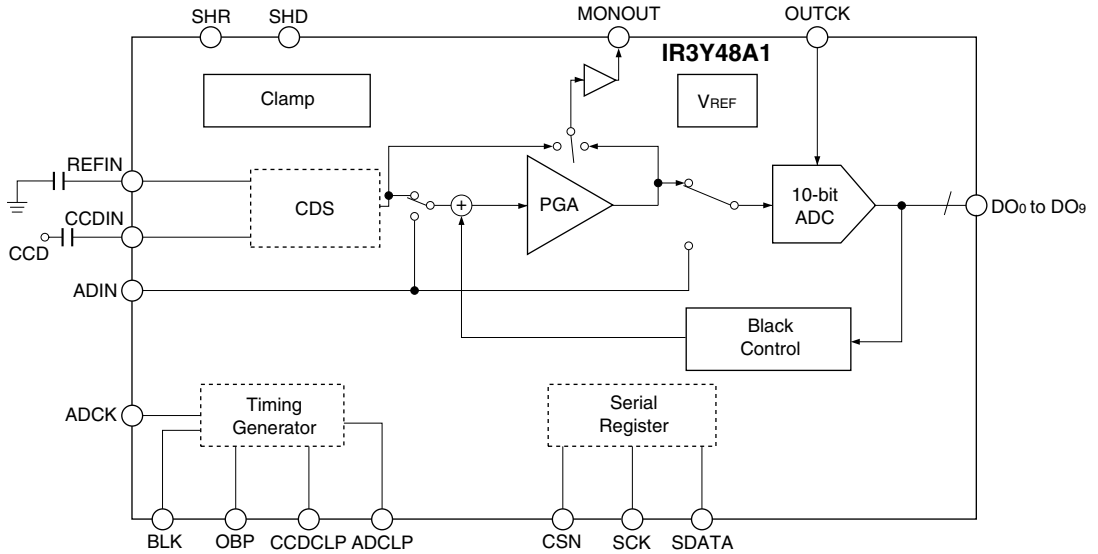 SHR
SHD
MONOUT
OUTCK
IR3Y48A1
Clamp
VREF
REFIN
CDS
PGA
10-bit
ADC
DO0 to DO9
CCDIN
CCD
ADIN
Black
Control
ADCK
Timing
Generator
Serial
Register
BLK
OBP
CCDCLP
ADCLP
CSN
SCK
SDATA